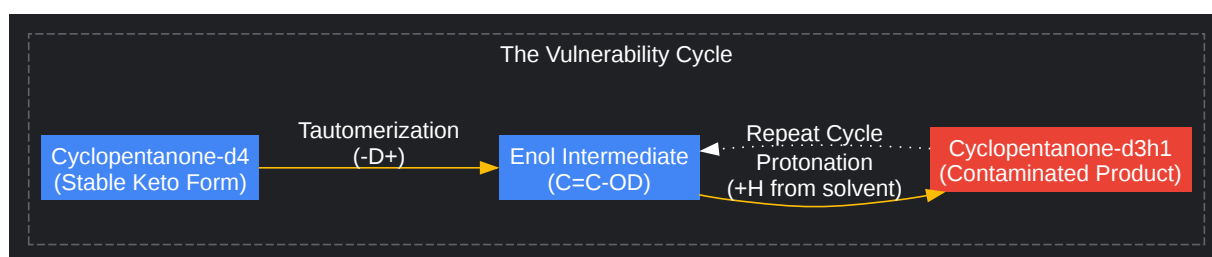 The Vulnerability Cycle
Cyclopentanone-d4
(Stable Keto Form)
Tautomerization
(-D+)
Enol Intermediate
(C=C-OD)
Repeat Cycle
Protonation
(+H from solvent)
Cyclopentanone-d3h1
(Contaminated Product)